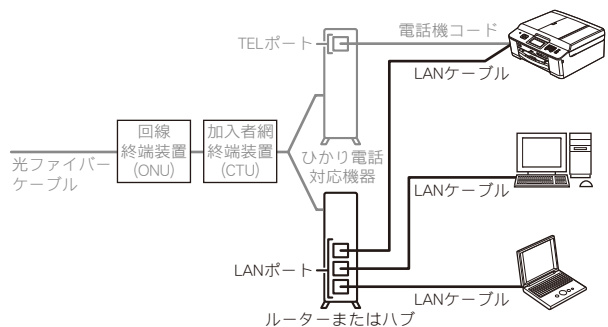 電話機コード
TELポート
LANケーブル
回線
終端装置
(ONU)
加入者網
終端装置
(CTU)
ひかり電話
対応機器
光ファイバー
ケーブル
LANケーブル
LANポート
LANケーブル
ルーターまたはハブ